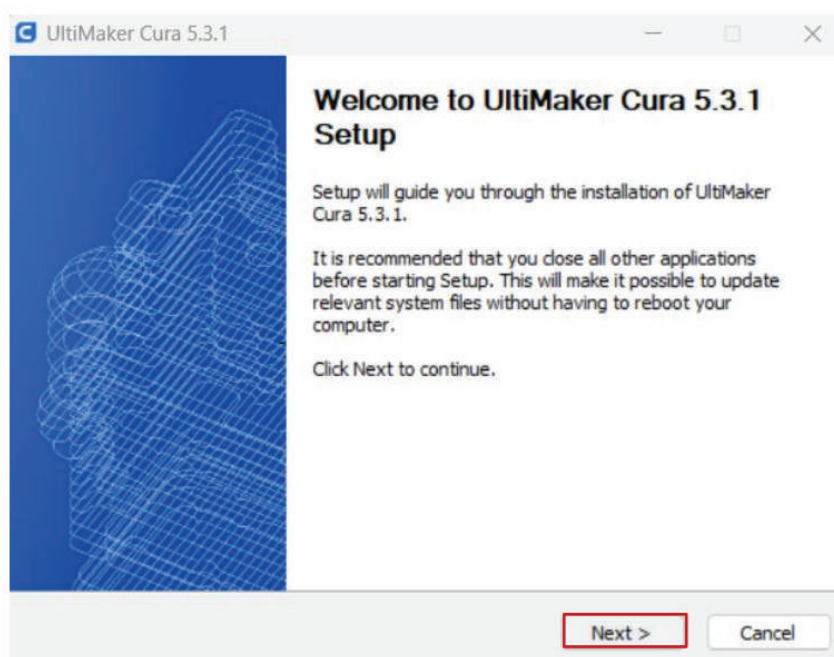 UltiMaker Cura 5.3.1
Welcome to UltiMaker Cura 5.3.1
Setup
Setup will guide you through the installation of UltiMaker
Cura 5.3.1.
It is recommended that you close all other applications
before starting Setup. This will make it possible to update
relevant system files without having to reboot your
computer.
Click Next to continue.
Next >
Cancel